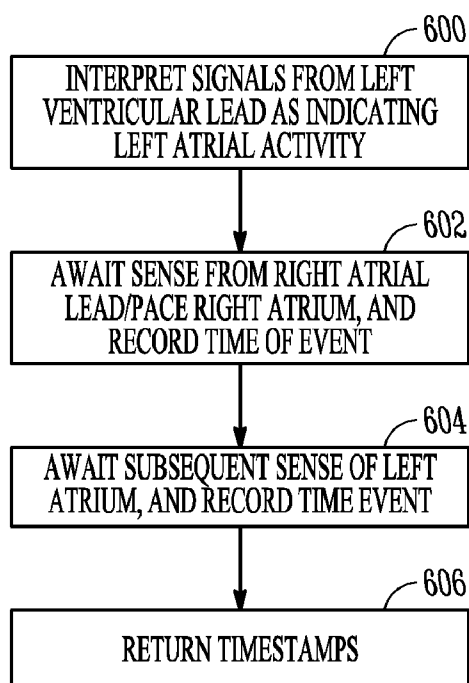 600
INTERPRET SIGNALS FROM LEFT
VENTRICULAR LEAD AS INDICATING
LEFT ATRIAL ACTIVITY
602
AWAIT SENSE FROM RIGHT ATRIAL
LEAD/PACE RIGHT ATRIUM, AND
RECORD TIME OF EVENT
604
AWAIT SUBSEQUENT SENSE OF LEFT
ATRIUM, AND RECORD TIME EVENT
606
RETURN TIMESTAMPS